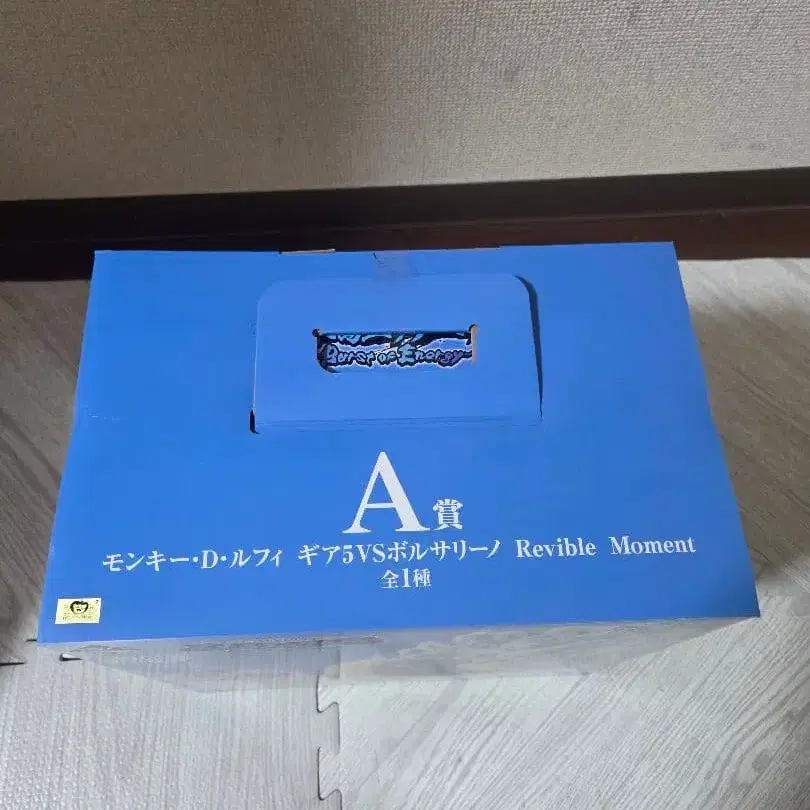 Burst of Energy
A賞
モンキー・D・ルフィ ギア5VSボルサリーノ Revible Moment
全1種